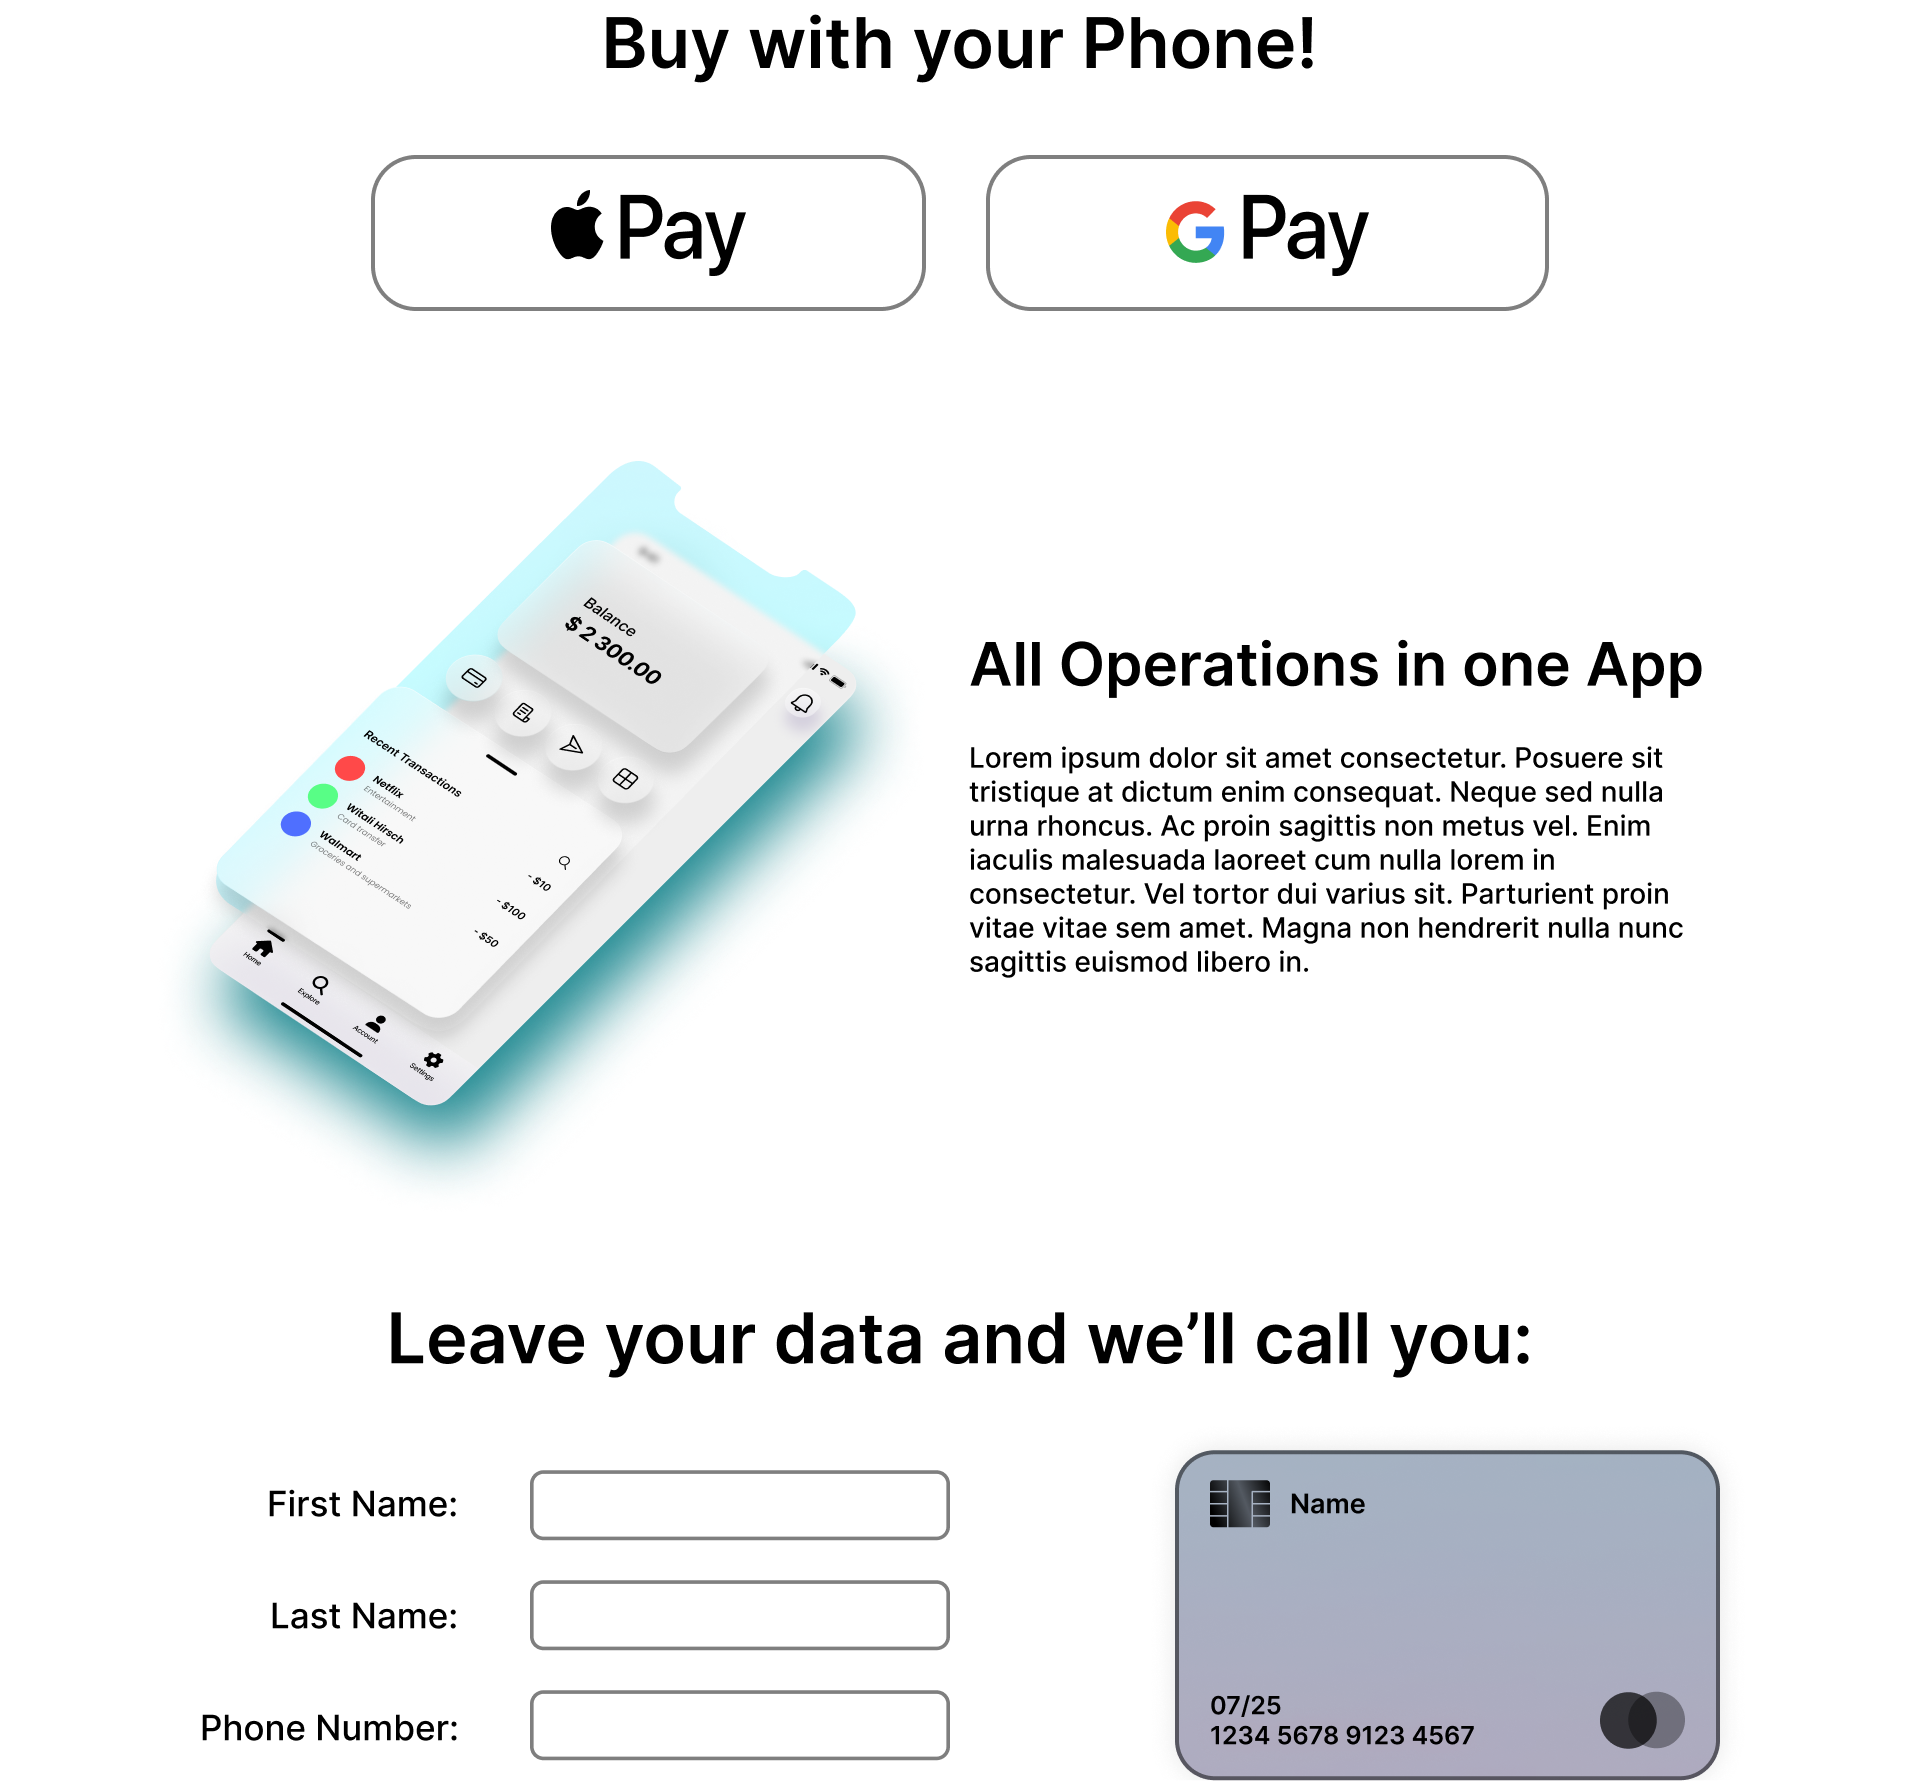 Buy with your Phone!
Pay
G Pay
Balance
$ 2 300.00
Recent Transactions
Netflix
Entertainment
- $10
Witali Hirsch
Card transfer
- $100
Walmart
Groceries and supermarkets
- $50
Home
Explore
Account
Settings
All Operations in one App
Lorem ipsum dolor sit amet consectetur. Posuere sit
tristique at dictum enim consequat. Neque sed nulla
urna rhoncus. Ac proin sagittis non metus vel. Enim
iaculis malesuada laoreet cum nulla lorem in
consectetur. Vel tortor dui varius sit. Parturient proin
vitae vitae sem amet. Magna non hendrerit nulla nunc
sagittis euismod libero in.
Leave your data and we’ll call you:
First Name:
Last Name:
Phone Number:
Name
07/25
1234 5678 9123 4567